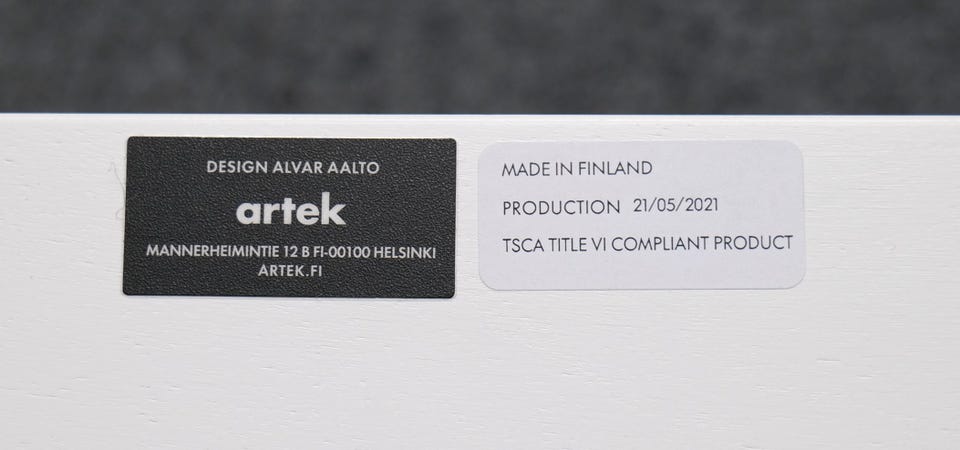 DESIGN ALVAR AALTO
artek
MANNERHEIMINTIE 12 B FI-00100 HELSINKI
ARTEK.FI
MADE IN FINLAND
PRODUCTION 21/05/2021
TSCA TITLE VI COMPLIANT PRODUCT